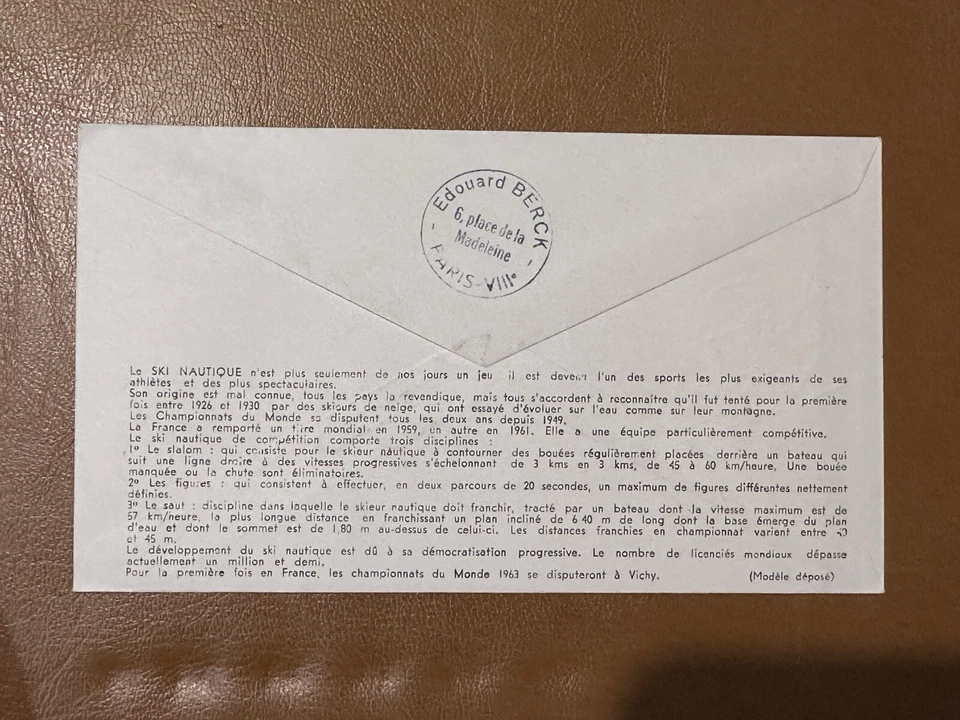 Edouard BERCK
6, place de la
Madeleine
- PARIS-VIIIe -
Le SKI NAUTIQUE n'est plus seulement de nos jours un jeu il est devenu l'un des sports les plus exigeants de ses
athlètes et des plus spectaculaires.
Son origine est mal connue, tous les pays la revendique, mais tous s'accordent à reconnaître qu'il fut tenté pour la première
fois entre 1926 et 1930 par des skieurs de neige, qui ont essayé d'évoluer sur l'eau comme sur leur montagne.
Les Championnats du Monde se disputent tous les deux ans depuis 1949.
La France a remporté un titre mondial en 1959, un autre en 1961. Elle a une équipe particulièrement compétitive.
Le ski nautique de compétition comporte trois disciplines :
1° Le slalom : qui consiste pour le skieur nautique à contourner des bouées régulièrement placées derrière un bateau qui
suit une ligne droite à des vitesses progressives s'échelonnant de 3 kms en 3 kms, de 45 à 60 km/heure. Une bouée
manquée ou la chute sont éliminatoires.
2° Les figures : qui consistent à effectuer, en deux parcours de 20 secondes, un maximum de figures différentes nettement
définies.
3° Le saut : discipline dans laquelle le skieur nautique doit franchir, tracté par un bateau dont la vitesse maximum est de
57 km/heure, la plus longue distance en franchissant un plan incliné de 6 40 m de long dont la base émerge du plan
d'eau et dont le sommet est de 1,80 m au-dessus de celui-ci. Les distances franchies en championnat varient entre
et 45 m.
Le développement du ski nautique est dû à sa démocratisation progressive. Le nombre de licenciés mondiaux dépasse
actuellement un million et demi.
Pour la première fois en France, les championnats du Monde 1963 se disputeront à Vichy. (Modèle déposé)